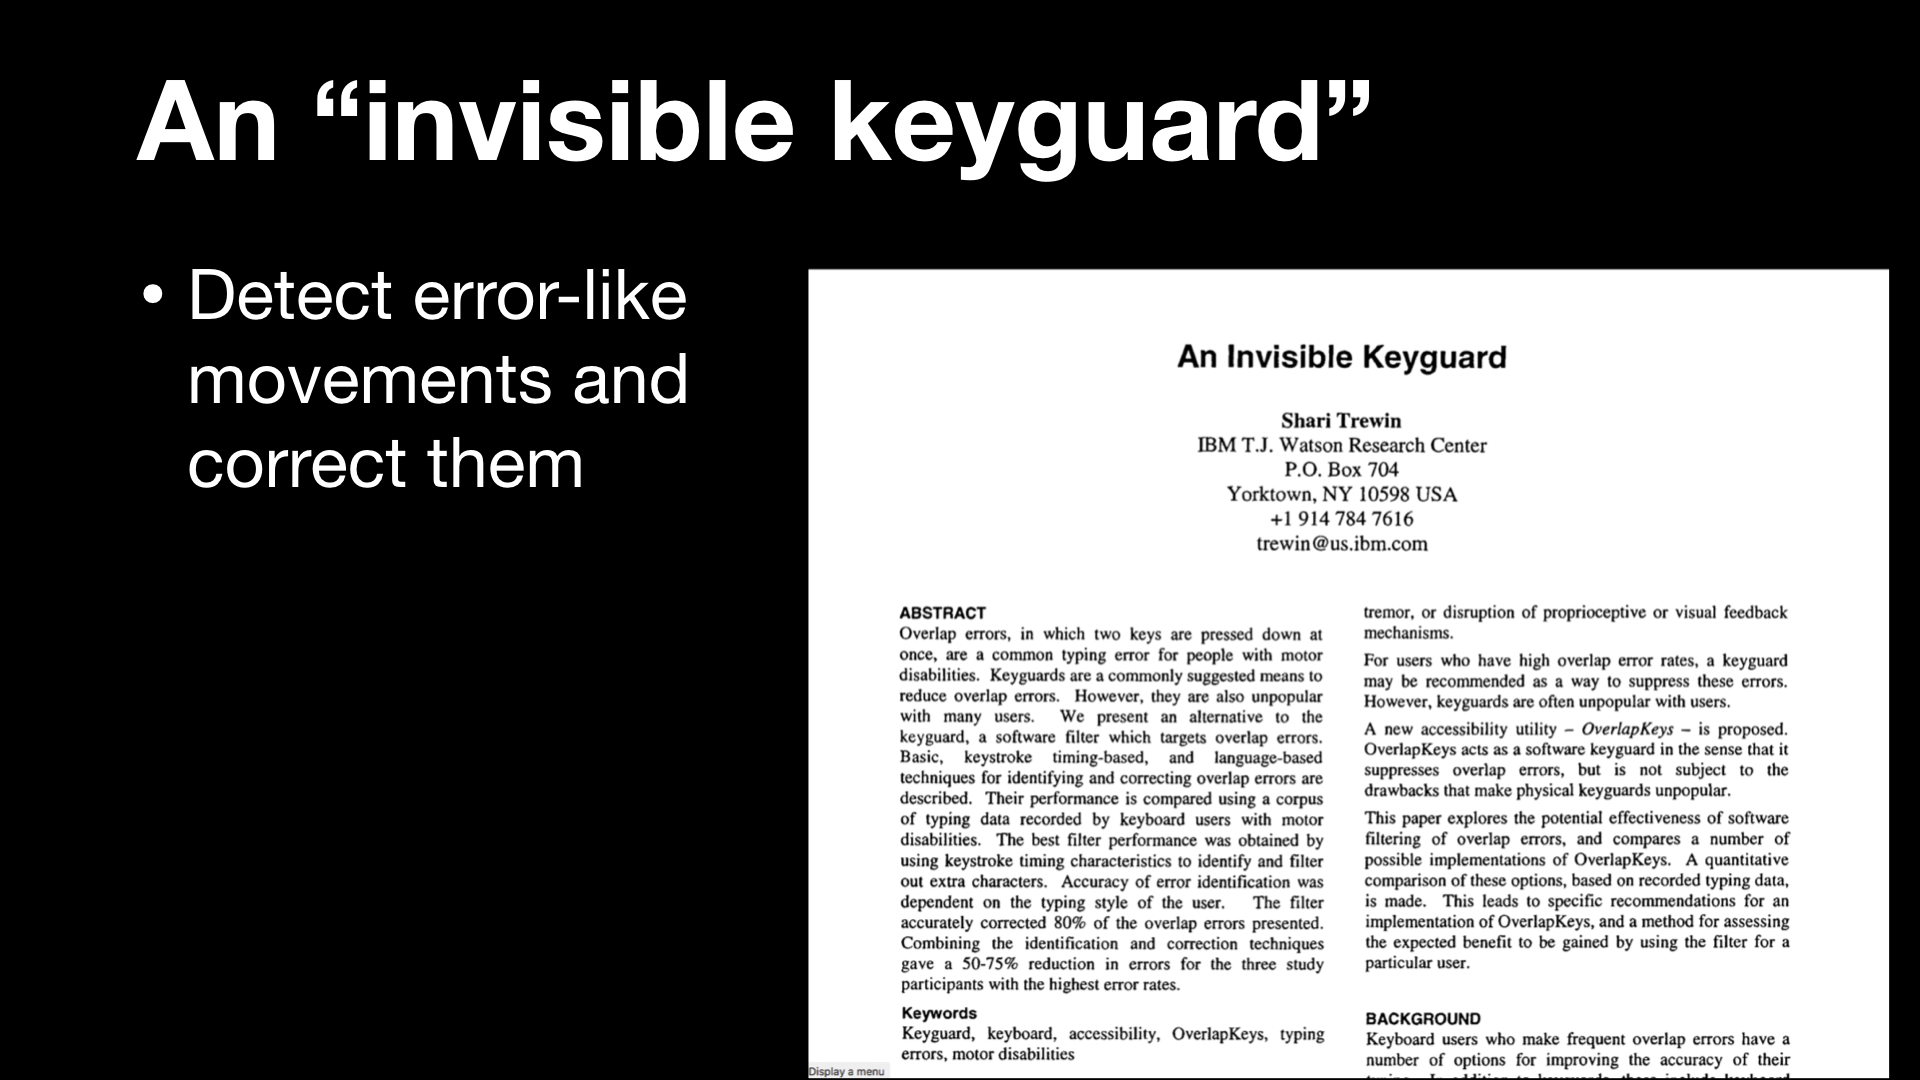 An “invisible keyguard”
• Detect error-like
movements and
correct them
An Invisible Keyguard
Shari Trewin
IBM T.J. Watson Research Center
P.O. Box 704
Yorktown, NY 10598 USA
+1 914 784 7616
trewin@us.ibm.com
ABSTRACT
Overlap errors, in which two keys are pressed down at
once, are a common typing error for people with motor
disabilities. Keyguards are a commonly suggested means to
reduce overlap errors. However, they are also unpopular
with many users. We present an alternative to the
keyguard, a software filter which targets overlap errors.
Basic, keystroke timing-based, and language-based
techniques for identifying and correcting overlap errors are
described. Their performance is compared using a corpus
of typing data recorded by keyboard users with motor
disabilities. The best filter performance was obtained by
using keystroke timing characteristics to identify and filter
out extra characters. Accuracy of error identification was
dependent on the typing style of the user. The filter
accurately corrected 80% of the overlap errors presented.
Combining the identification and correction techniques
gave a 50-75% reduction in errors for the three study
participants with the highest error rates.
Keywords
Keyguard, keyboard, accessibility, OverlapKeys, typing
errors, motor disabilities
tremor, or disruption of proprioceptive or visual feedback
mechanisms.
For users who have high overlap error rates, a keyguard
may be recommended as a way to suppress these errors.
However, keyguards are often unpopular with users.
A new accessibility utility – OverlapKeys – is proposed.
OverlapKeys acts as a software keyguard in the sense that it
suppresses overlap errors, but is not subject to the
drawbacks that make physical keyguards unpopular.
This paper explores the potential effectiveness of software
filtering of overlap errors, and compares a number of
possible implementations of OverlapKeys. A quantitative
comparison of these options, based on recorded typing data,
is made. This leads to specific recommendations for an
implementation of OverlapKeys, and a method for assessing
the expected benefit to be gained by using the filter for a
particular user.
BACKGROUND
Keyboard users who make frequent overlap errors have a
number of options for improving the accuracy of their
Display a menu